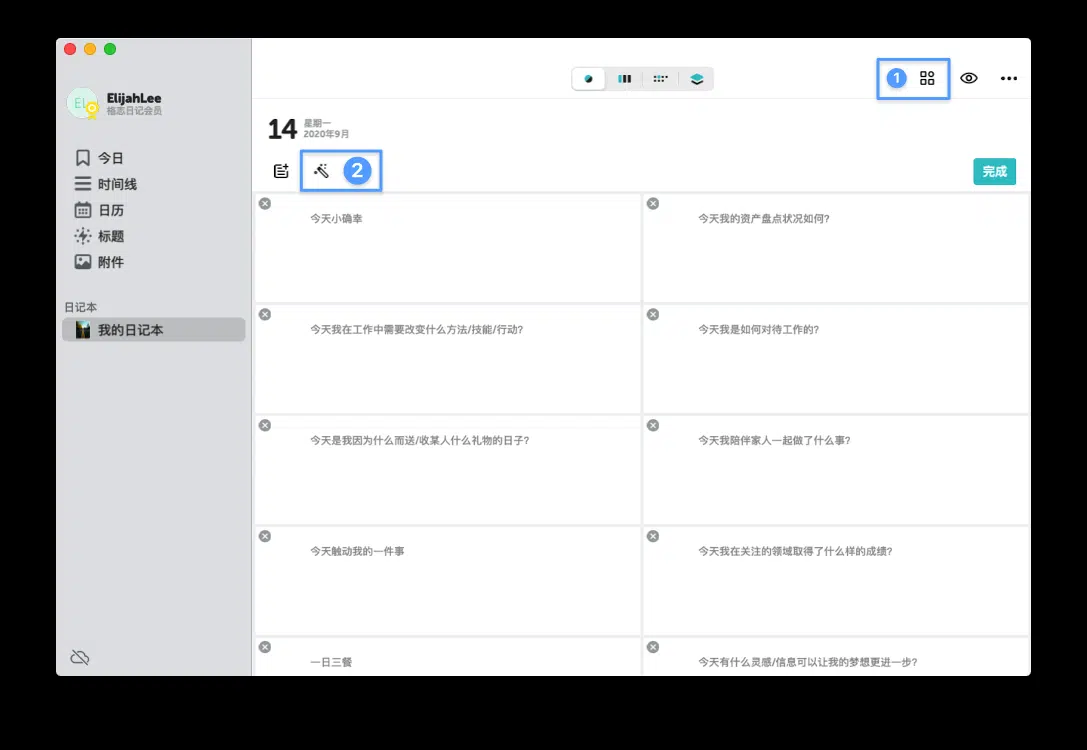 EL
ElijahLee
格志日记会员
今日
时间线
日历
标题
附件
日记本
我的日记本
1
14
星期一
2020年9月
2
完成
今天小确幸
今天我的资产盘点状况如何?
今天我在工作中需要改变什么方法/技能/行动?
今天我是如何对待工作的?
今天是我因为什么而送/收某人什么礼物的日子?
今天我陪伴家人一起做了什么事?
今天触动我的一件事
今天我在关注的领域取得了什么样的成绩?
一日三餐
今天有什么灵感/信息可以让我的梦想更进一步?